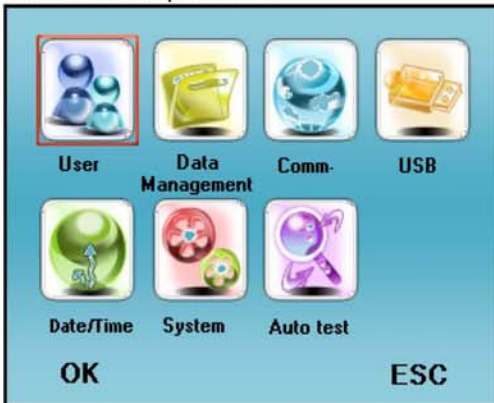 User Data Management Comm- USB
Date/Time System Auto test
OK ESC